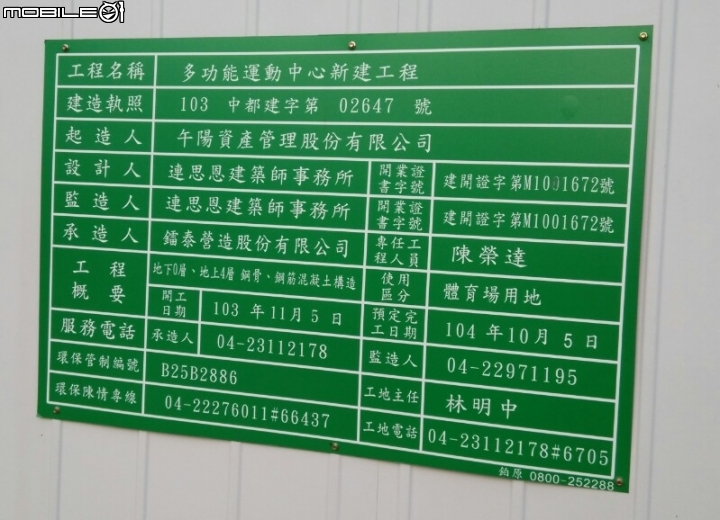 MOBILE01
工程名稱 多功能運動中心新建工程
建造執照 103 中都建字第 02647 號
起造人 午陽資產管理股份有限公司
設計人 連思恩建築師事務所 開業證書字號 建開證字第M1001672號
監造人 連思恩建築師事務所 開業證書字號 建開證字第M1001672號
承造人 鐳泰營造股份有限公司 專任工程人員 陳榮達
工程概要 地下0層、地上4層 鋼骨、鋼筋混凝土構造 使用區分 體育場用地
開工日期 103 年 11月 5 日 預定完工日期 104 年 10月 5 日
服務電話 承造人 04-23112178 監造人 04-22971195
環保管制編號 B25B2886 工地主任 林明中
環保陳情專線 04-22276011#66437 工地電話 04-23112178#6705
鉑原 0800-252288